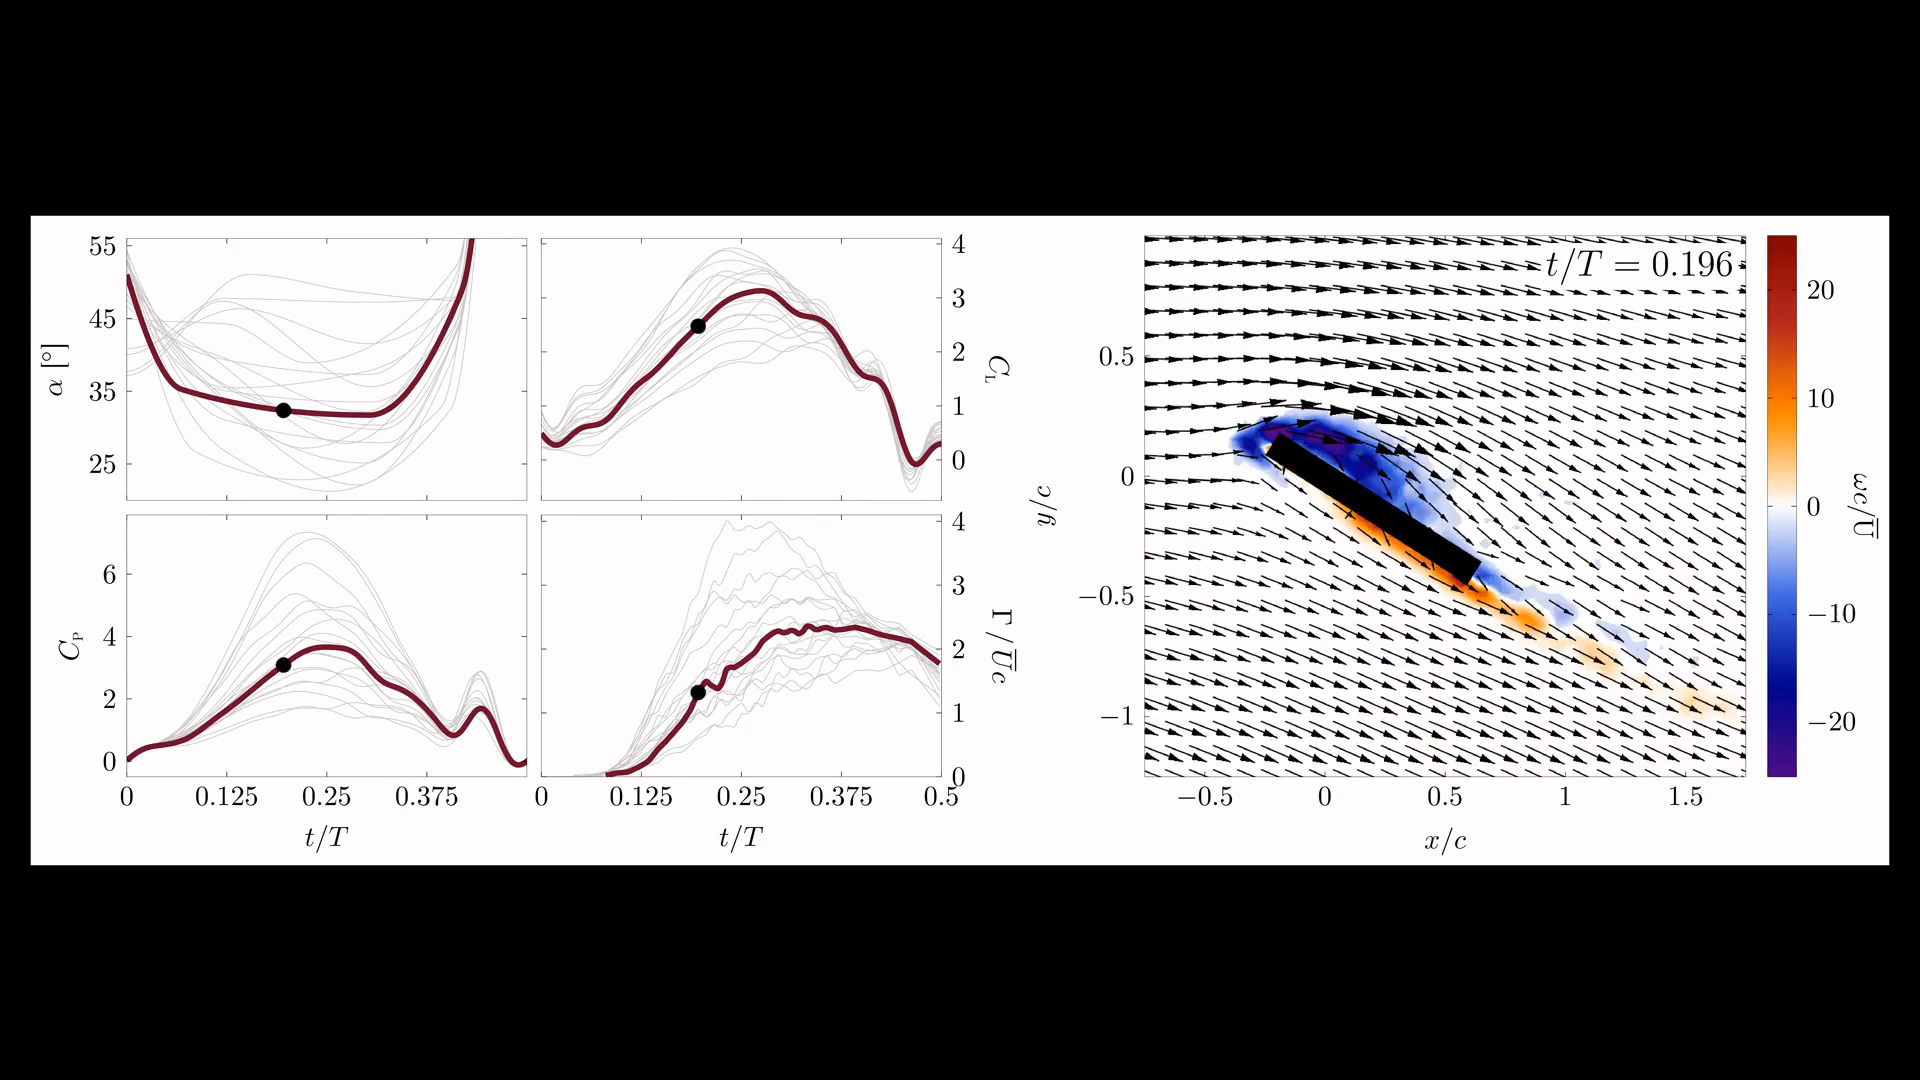 55
45
35
25
α [°]
4
3
2
1
0
C_L
6
4
2
0
C_P
0 0.125 0.25 0.375
t/T
4
3
2
1
0
Γ/U̅c
0 0.125 0.25 0.375 0.5
t/T
t/T = 0.196
0.5
0
−0.5
−1
y/c
−0.5 0 0.5 1 1.5
x/c
20
10
0
−10
−20
ωc/U̅